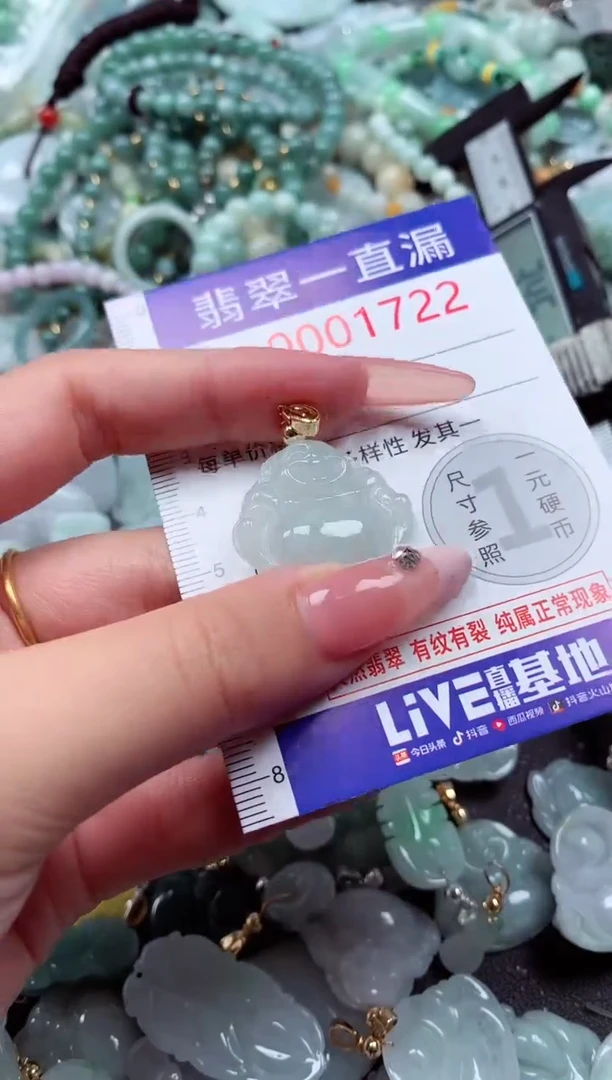 翡翠一直漏
0001722
每单价
样性 发其一
4
5
8
尺寸参照
1
一元硬币
然翡翠 有纹有裂 纯属正常现象
LIVE直播基地
今日头条 抖音 西瓜视频 抖音火山